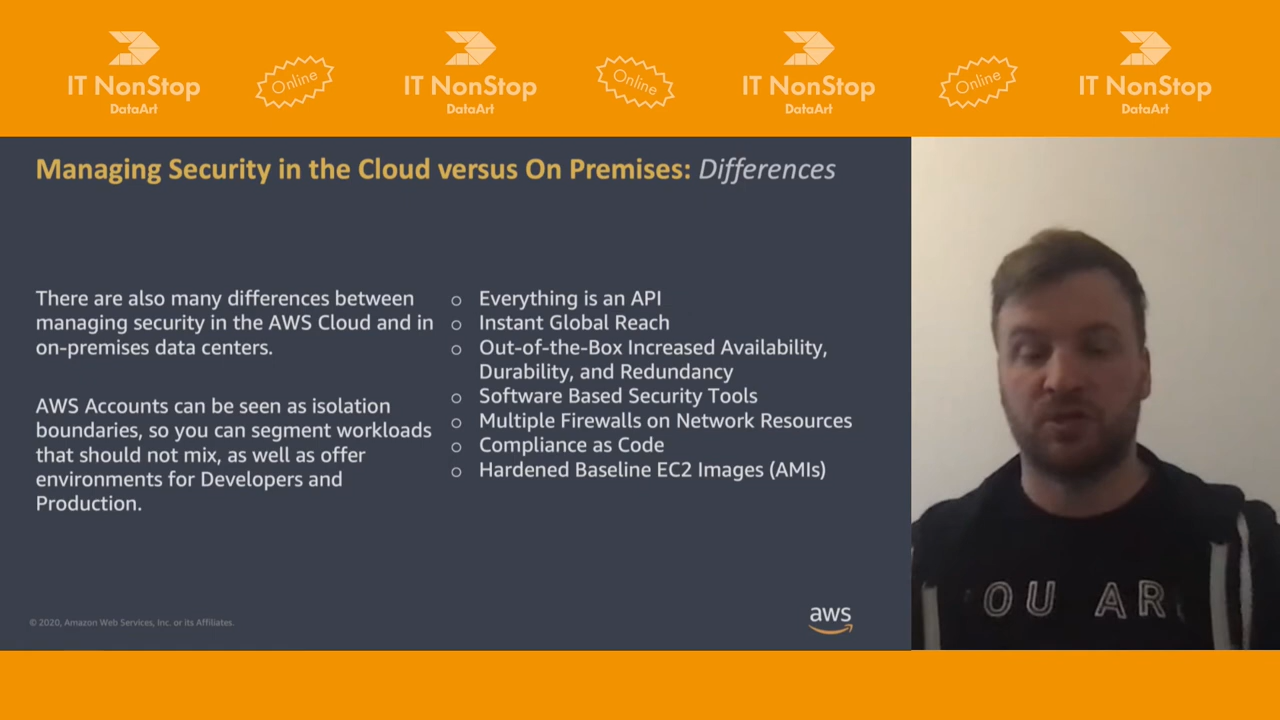 IT NonStop
DataArt
Online
IT NonStop
DataArt
Online
IT NonStop
DataArt
Online
IT NonStop
DataArt
Managing Security in the Cloud versus On Premises: Differences
There are also many differences between
managing security in the AWS Cloud and in
on-premises data centers.
AWS Accounts can be seen as isolation
boundaries, so you can segment workloads
that should not mix, as well as offer
environments for Developers and
Production.
○ Everything is an API
○ Instant Global Reach
○ Out-of-the-Box Increased Availability,
Durability, and Redundancy
○ Software Based Security Tools
○ Multiple Firewalls on Network Resources
○ Compliance as Code
○ Hardened Baseline EC2 Images (AMIs)
© 2020, Amazon Web Services, Inc. or its Affiliates.
aws
OU AR